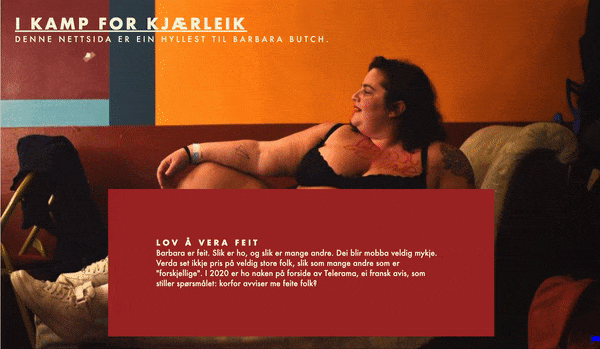 I KAMP FOR KJÆRLEIK
DENNE NETTSIDA ER EIN HYLLEST TIL BARBARA BUTCH.
LOV Å VERA FEIT
Barbara er feit. Slik er ho, og slik er mange andre. Dei blir mobba veldig mykje.
Verda set ikkje pris på veldig store folk, slik som mange andre som er
"forskjellige". I 2020 er ho naken på forside av Telerama, ei fransk avis, som
stiller spørsmålet: korfor avviser me feite folk?